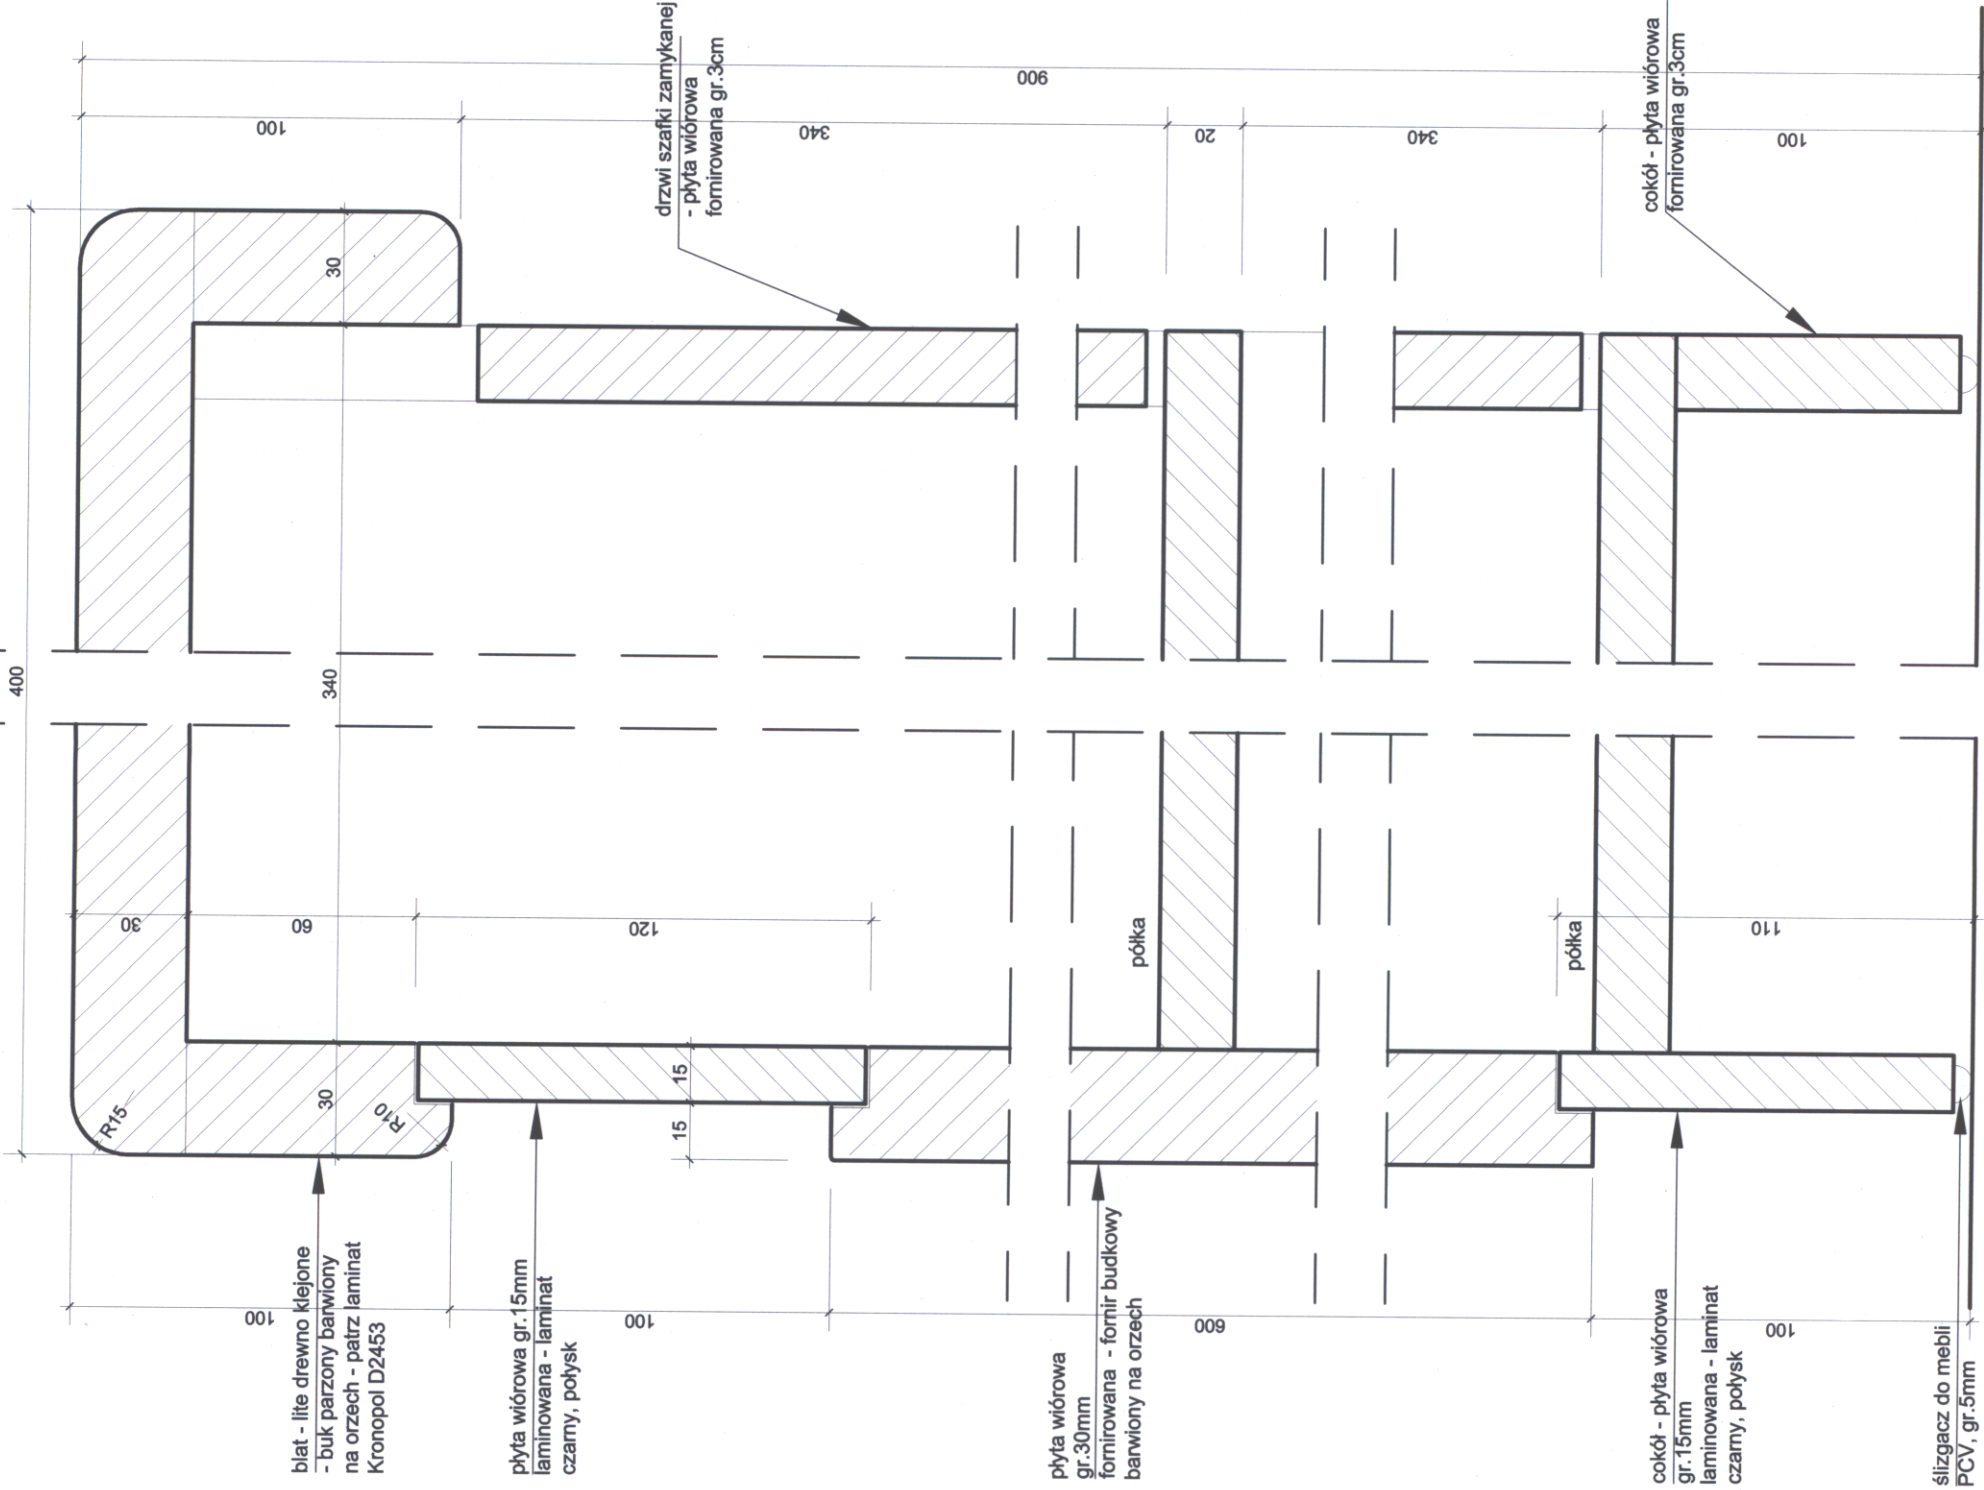 400
100
340
20
340
100
900
drzwi szafki zamykanej
- płyta wiórowa
fornirowana gr.3cm
cokół - płyta wiórowa
fornirowana gr.3cm
30
340
30
30
60
120
110
półka
półka
R15
R10
15
15
100
100
600
100
blat - lite drewno klejone
- buk parzony barwiony
na orzech - patrz laminat
Kronopol D2453
płyta wiórowa gr.15mm
laminowana - laminat
czarny, połysk
płyta wiórowa
gr.30mm
fornirowana - fornir budkowy
barwiony na orzech
cokół - płyta wiórowa
gr.15mm
laminowana - laminat
czarny, połysk
ślizgacz do mebli
PCV, gr.5mm